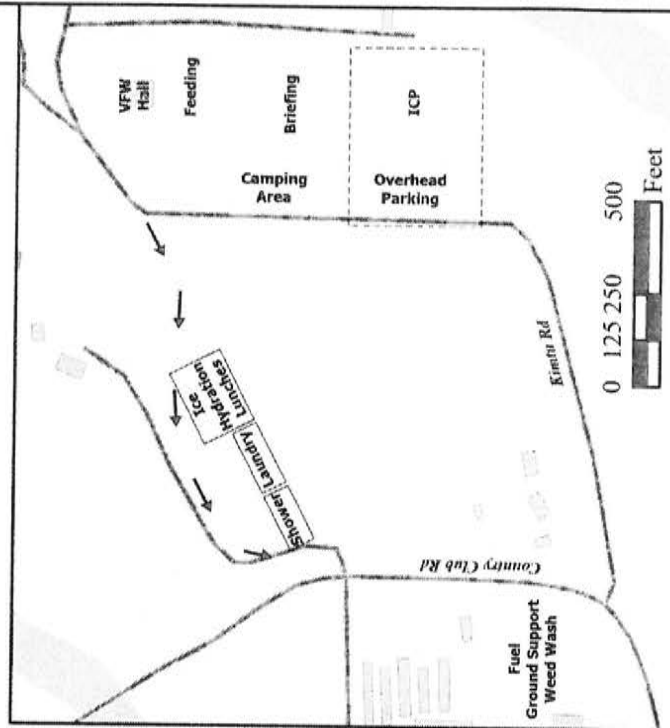 VFW
Hall
Feeding
Briefing
ICP
Camping
Area
Overhead
Parking
Ice
Hydration
Lunches
Laundry
Shower
Kimtu Rd
Country Club Rd
Fuel
Ground Support
Weed Wash
0 125 250 500
Feet